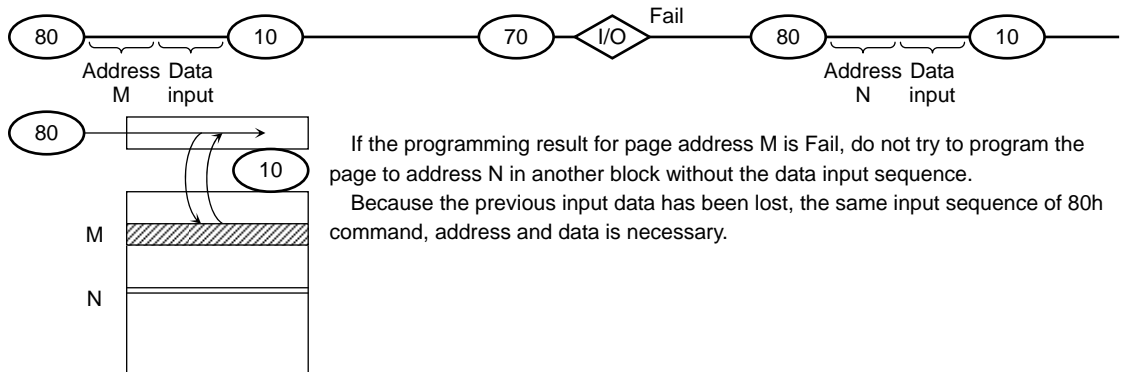 Fail
80 10 70 I/O 80 10
Address Data Address Data
M input N input
80
10
If the programming result for page address M is Fail, do not try to program the
page to address N in another block without the data input sequence.
Because the previous input data has been lost, the same input sequence of 80h
command, address and data is necessary.
M
N